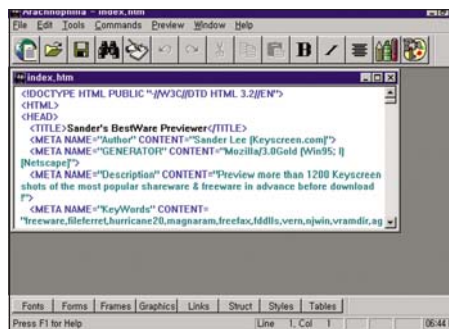 Arachnophilia - index.htm
File Edit Tools Commands Preview Window Help
B
index.htm
<!DOCTYPE HTML PUBLIC "-//W3C//DTD HTML 3.2//EN">
<HTML>
<HEAD>
<TITLE>Sander's BestWare Previewer</TITLE>
<META NAME="Author" CONTENT="Sander Lee [Keyscreen.com]">
<META NAME="GENERATOR" CONTENT="Mozilla/3.0Gold (Win95; I)
[Netscape]">
<META NAME="Description" CONTENT="Preview more than 1200 Keyscreen
shots of the most popular shareware & freeware in advance before download
!">
<META NAME="KeyWords" CONTENT=
"freeware,fileferret,hurricane20,magnaram,freefax,fddlls,vern,njwin,vramdir,ag
Fonts Forms Frames Graphics Links Struct Styles Tables
Press F1 for Help Line 1, Col 1 06:44